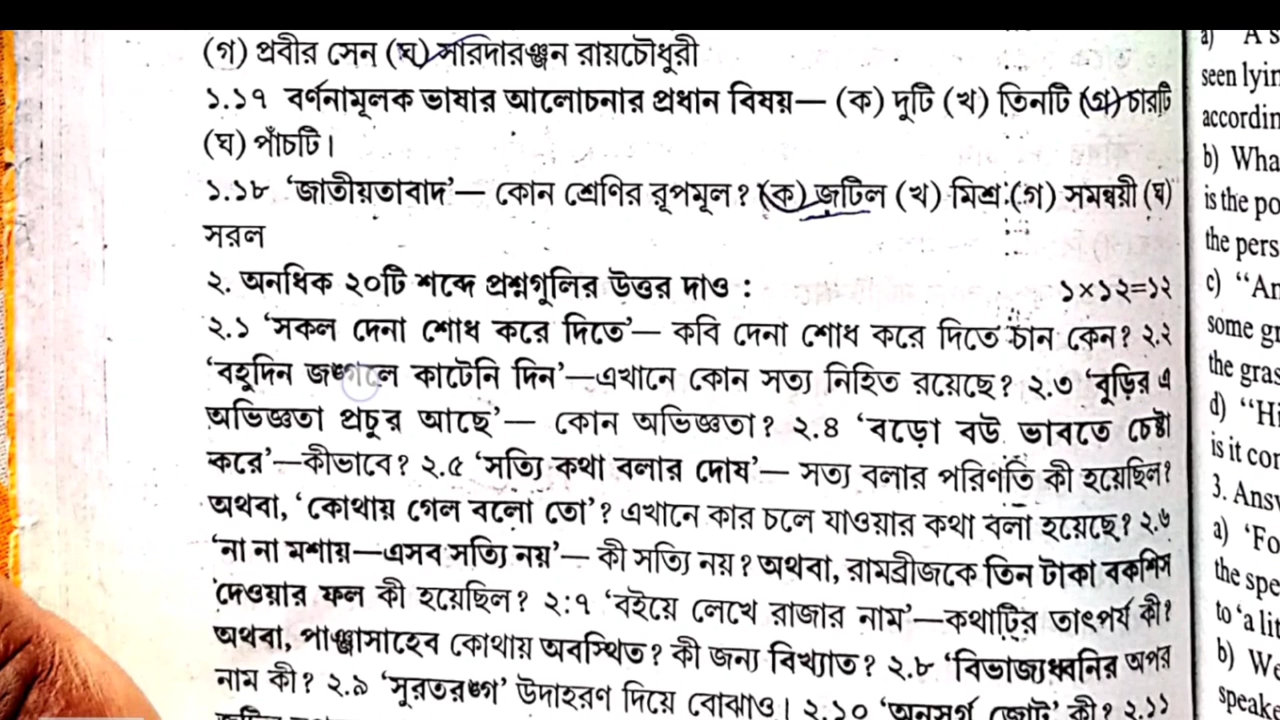 (গ) প্রবীর সেন (ঘ) সারদারঞ্জন রায়চৌধুরী
১.১৭ বর্ণনামূলক ভাষার আলোচনার প্রধান বিষয়— (ক) দুটি (খ) তিনটি (গ) চারটি
(ঘ) পাঁচটি।
১.১৮ ‘জাতীয়তাবাদ’— কোন শ্রেণির রূপমূল? (ক) জটিল (খ) মিশ্র (গ) সমন্বয়ী (ঘ)
সরল
২. অনধিক ২০টি শব্দে প্রশ্নগুলির উত্তর দাও : ১×১২=১২
২.১ ‘সকল দেনা শোধ করে দিতে’— কবি দেনা শোধ করে দিতে চান কেন? ২.২
‘বহুদিন জঙ্গলে কাটেনি দিন’—এখানে কোন সত্য নিহিত রয়েছে? ২.৩ ‘বুড়ির এ
অভিজ্ঞতা প্রচুর আছে’— কোন অভিজ্ঞতা? ২.৪ ‘বড়ো বউ ভাবতে চেষ্টা
করে’—কীভাবে? ২.৫ ‘সত্যি কথা বলার দোষ’— সত্য বলার পরিণতি কী হয়েছিল?
অথবা, ‘কোথায় গেল বলো তো’? এখানে কার চলে যাওয়ার কথা বলা হয়েছে? ২.৬
‘না না মশায়—এসব সত্যি নয়’— কী সত্যি নয়? অথবা, রামব্রীজকে তিন টাকা বকশিস
দেওয়ার ফল কী হয়েছিল? ২.৭ ‘বইয়ে লেখে রাজার নাম’—কথাটির তাৎপর্য কী?
অথবা, পাঞ্জাসাহেব কোথায় অবস্থিত? কী জন্য বিখ্যাত? ২.৮ ‘বিভাজ্যধ্বনির অপর
নাম কী? ২.৯ ‘সুরতরঙ্গ’ উদাহরণ দিয়ে বোঝাও। ২.১০ ‘অনুসর্গ জোট’ কী? ২.১১
a) A s
seen lyin
accordin
b) Wha
is the po
the pers
c) “An
some gr
the gras
d) “Hi
is it con
3. Answ
a) ‘Fo
the spe
to ‘a lit
b) We
speake